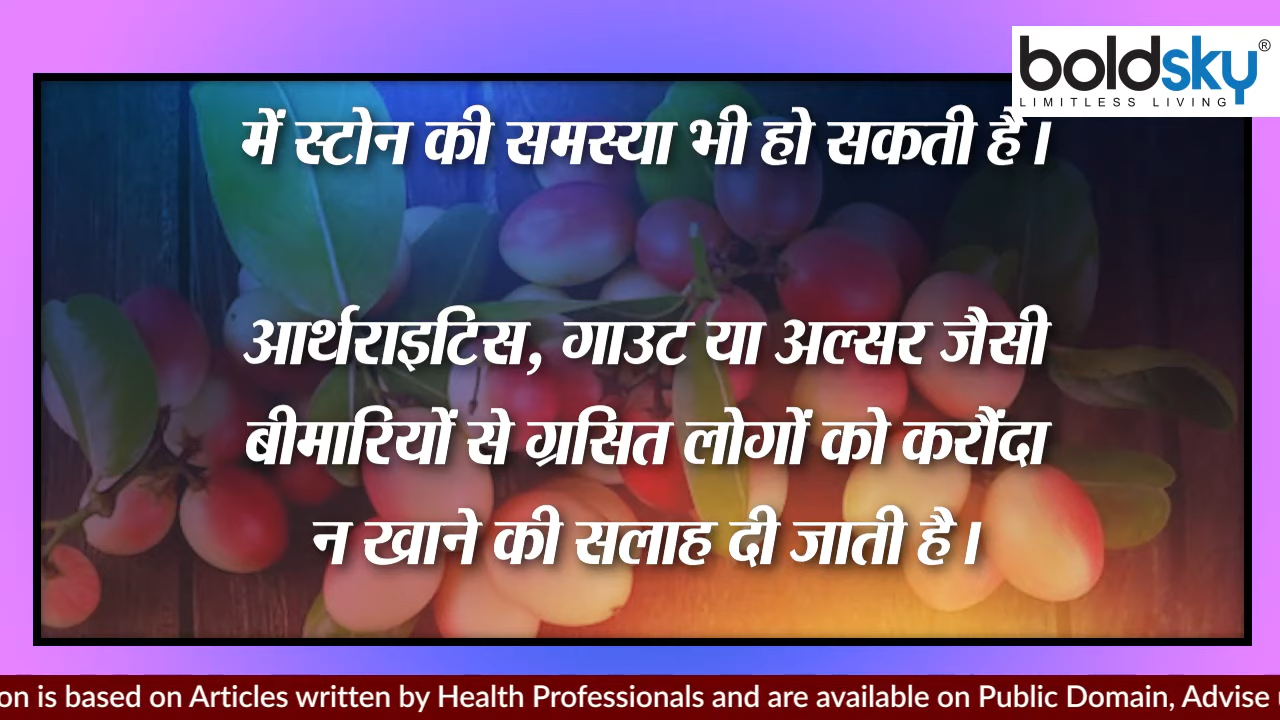 boldsky®
LIMITLESS LIVING
में स्टोन की समस्या भी हो सकती है।
आर्थराइटिस, गाउट या अल्सर जैसी
बीमारियों से ग्रसित लोगों को करौंदा
न खाने की सलाह दी जाती है।
on is based on Articles written by Health Professionals and are available on Public Domain, Advise